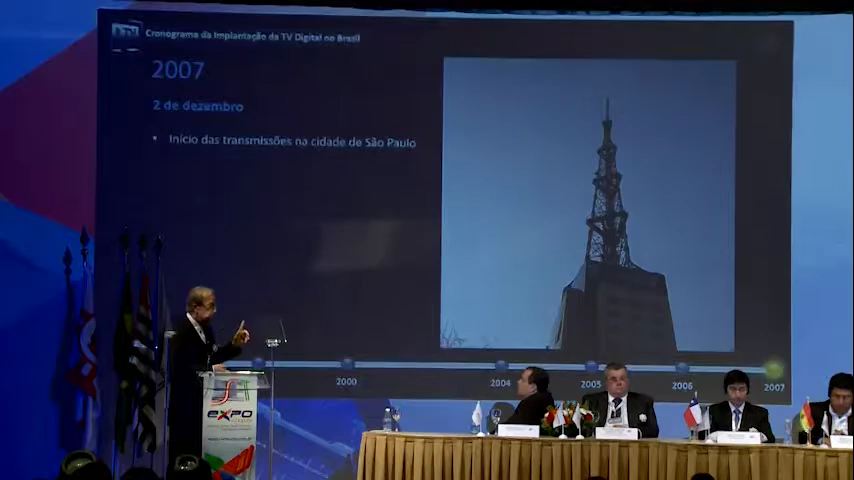 Cronograma da Implantação da TV Digital no Brasil
2007
2 de dezembro
• Início das transmissões na cidade de São Paulo
2000
2004
2005
2006
2007
SET
EXPO